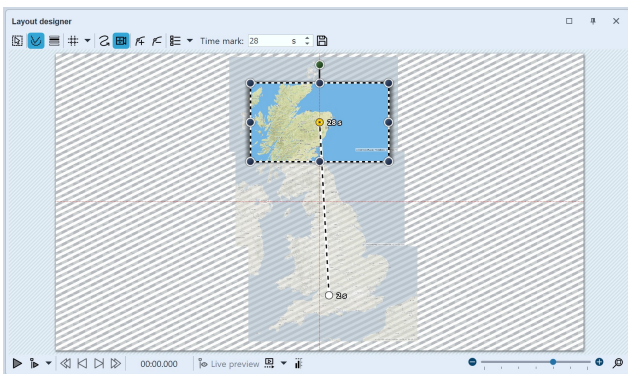 Layout designer
Time mark: 28 s
28 s
2 s
00:00.000 Live preview